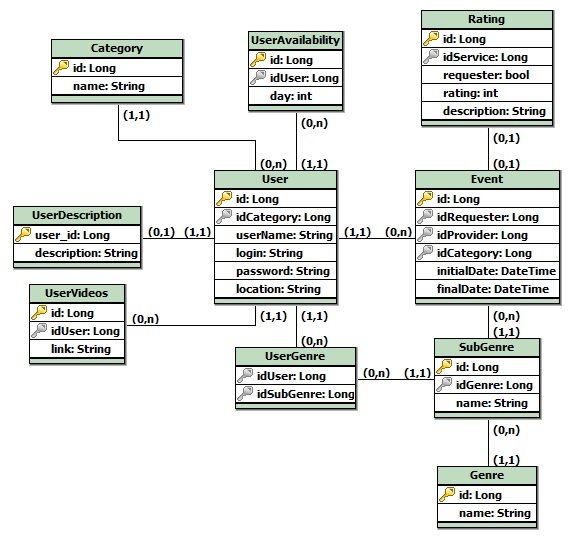 Category
id: Long
name: String
UserAvailability
id: Long
idUser: Long
day: int
Rating
id: Long
idService: Long
requester: bool
rating: int
description: String
(1,1)
(0,n)
(0,1)
(0,n)
(1,1)
(0,1)
User
id: Long
idCategory: Long
userName: String
login: String
password: String
location: String
Event
id: Long
idRequester: Long
idProvider: Long
idCategory: Long
initialDate: DateTime
finalDate: DateTime
UserDescription
user_id: Long
description: String
(0,1)
(1,1)
(1,1)
(0,n)
UserVideos
id: Long
idUser: Long
link: String
(0,n)
(1,1)
(1,1)
(0,n)
(0,n)
(1,1)
UserGenre
idUser: Long
idSubGenre: Long
(0,n)
(1,1)
SubGenre
id: Long
idGenre: Long
name: String
(0,n)
(1,1)
Genre
id: Long
name: String